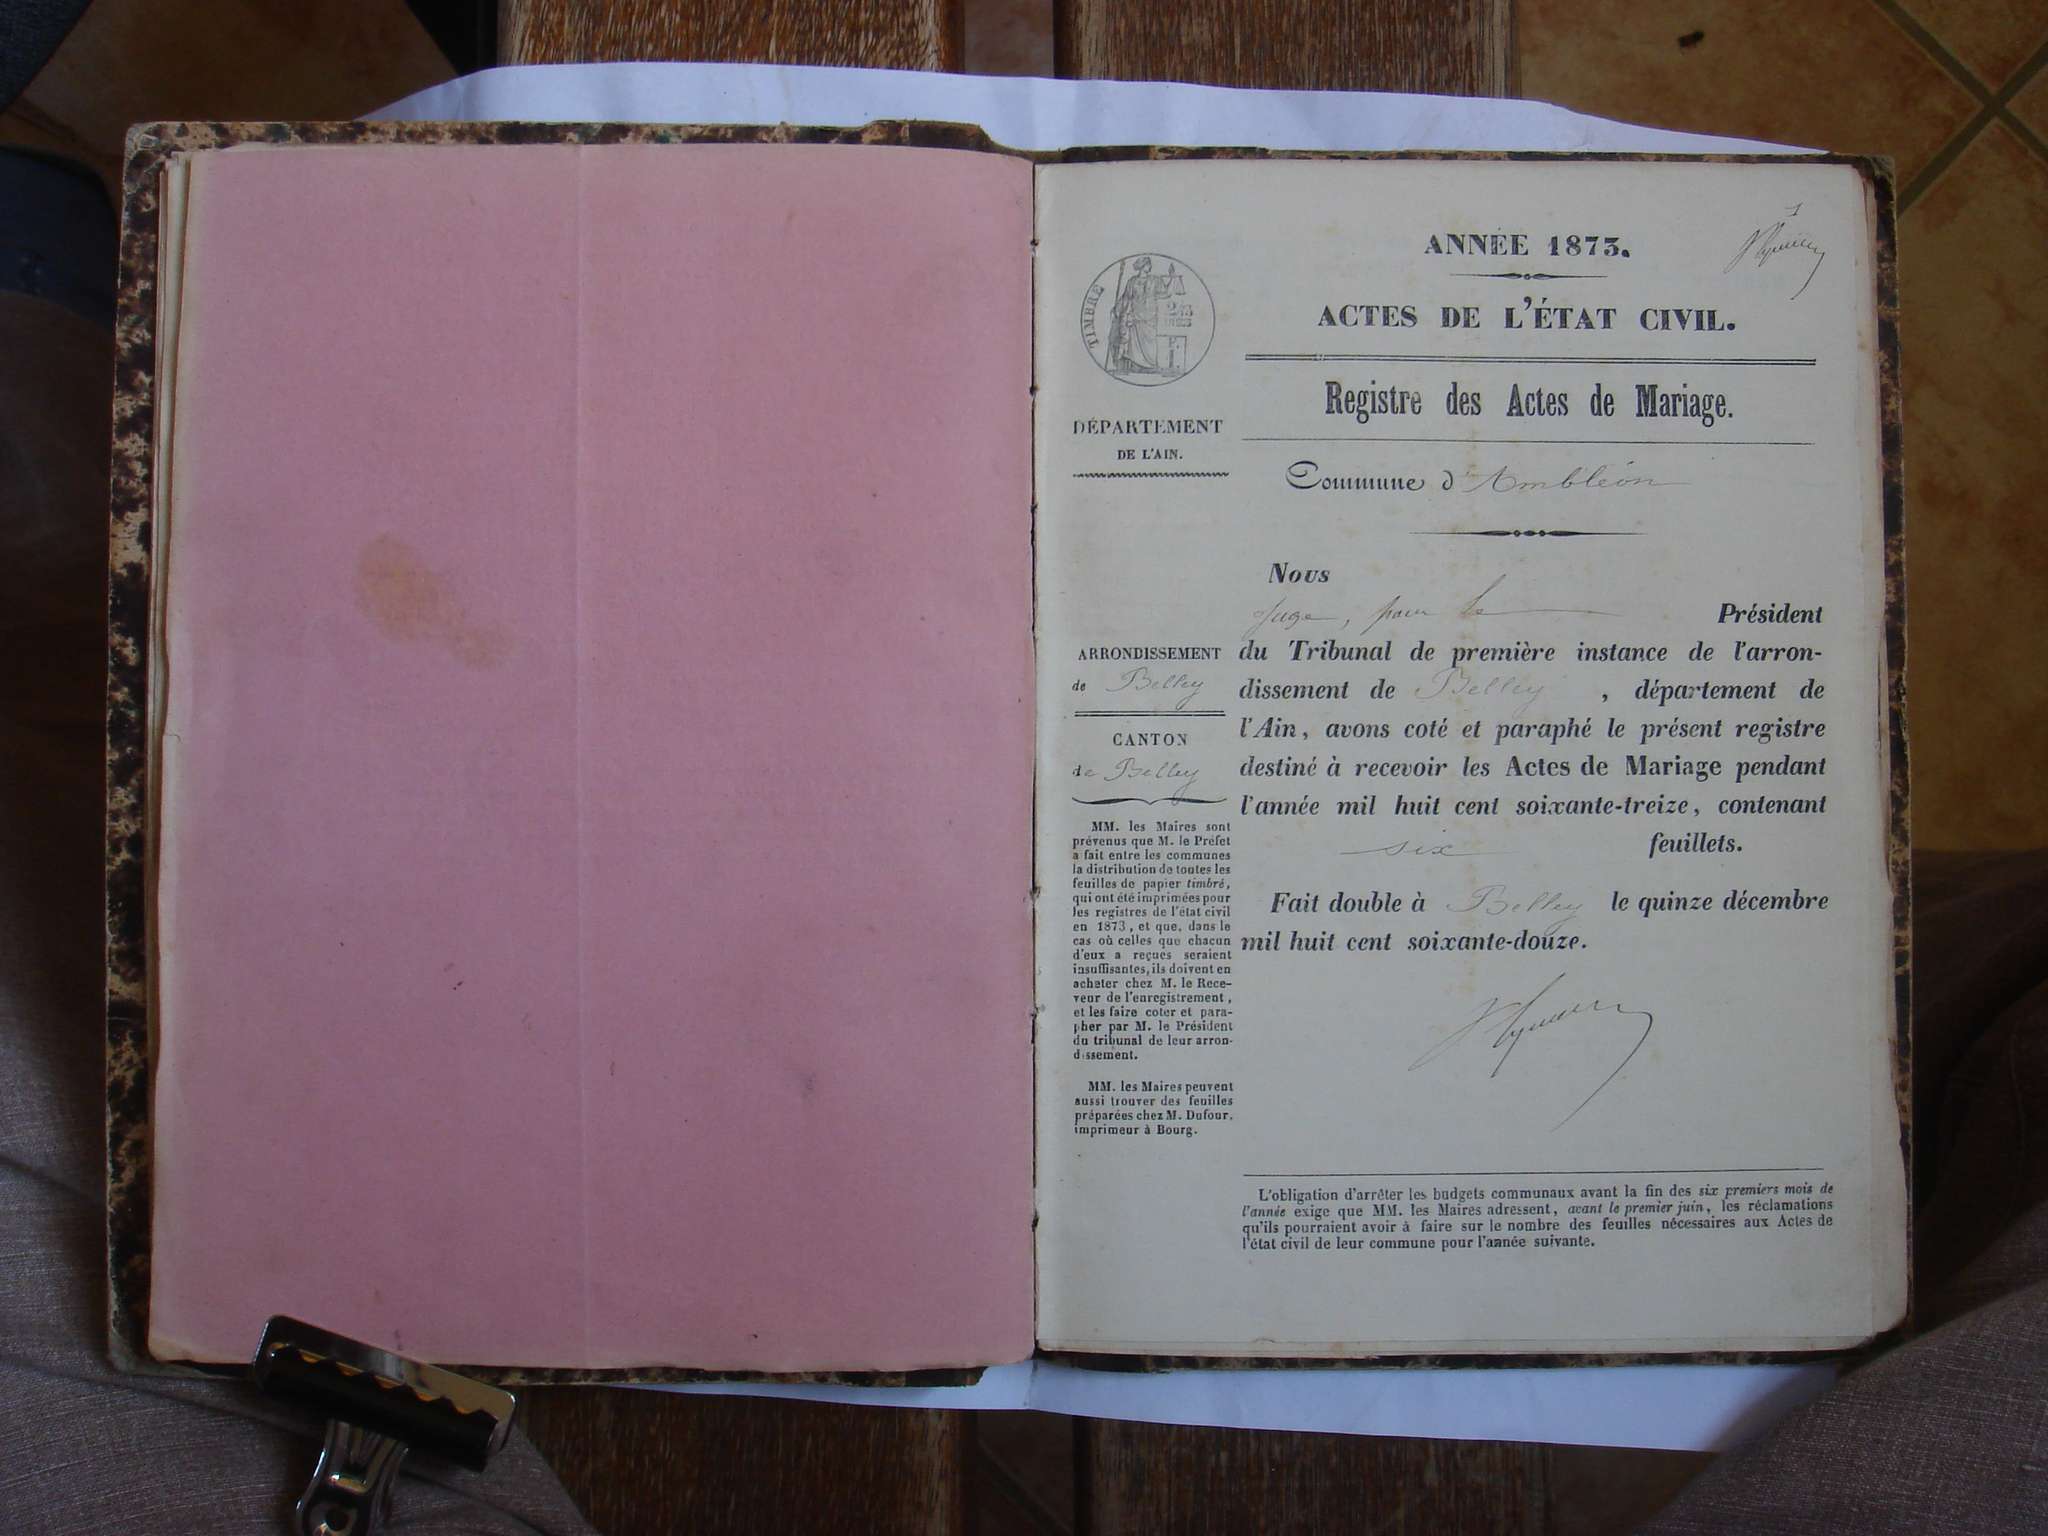 1
ANNÉE 1873.
ACTES DE L'ÉTAT CIVIL.
Registre des Actes de Mariage.
Commune d'Ambléon
TIMBRE
DÉPARTEMENT
DE L'AIN.
ARRONDISSEMENT
de Belley
CANTON
de Belley
MM. les Maires sont
prévenus que M. le Préfet
a fait entre les communes
la distribution de toutes les
feuilles de papier timbré,
qui ont été imprimées pour
les registres de l'état civil
en 1873, et que, dans le
cas où celles que chacun
d'eux a reçues seraient
insuffisantes, ils doivent en
acheter chez M. le Rece-
veur de l'enregistrement,
et les faire coter et para-
pher par M. le Président
du tribunal de leur arron-
dissement.
MM. les Maires peuvent
aussi trouver des feuilles
préparées chez M. Dufour,
imprimeur à Bourg.
Nous
Juge, pour le Président
du Tribunal de première instance de l'arron-
dissement de Belley, département de
l'Ain, avons coté et paraphé le présent registre
destiné à recevoir les Actes de Mariage pendant
l'année mil huit cent soixante-treize, contenant
six feuillets.
Fait double à Belley le quinze décembre
mil huit cent soixante-douze.
L'obligation d'arrêter les budgets communaux avant la fin des six premiers mois de
l'année exige que MM. les Maires adressent, avant le premier juin, les réclamations
qu'ils pourraient avoir à faire sur le nombre des feuilles nécessaires aux Actes de
l'état civil de leur commune pour l'année suivante.